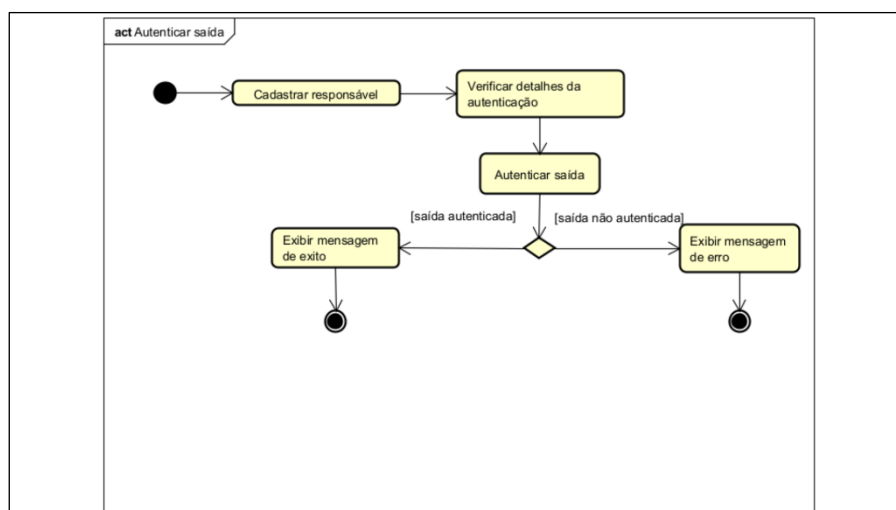 act Autenticar saída
Cadastrar responsável
Verificar detalhes da
autenticação
Autenticar saída
[saída autenticada]
[saída não autenticada]
Exibir mensagem
de exito
Exibir mensagem
de erro